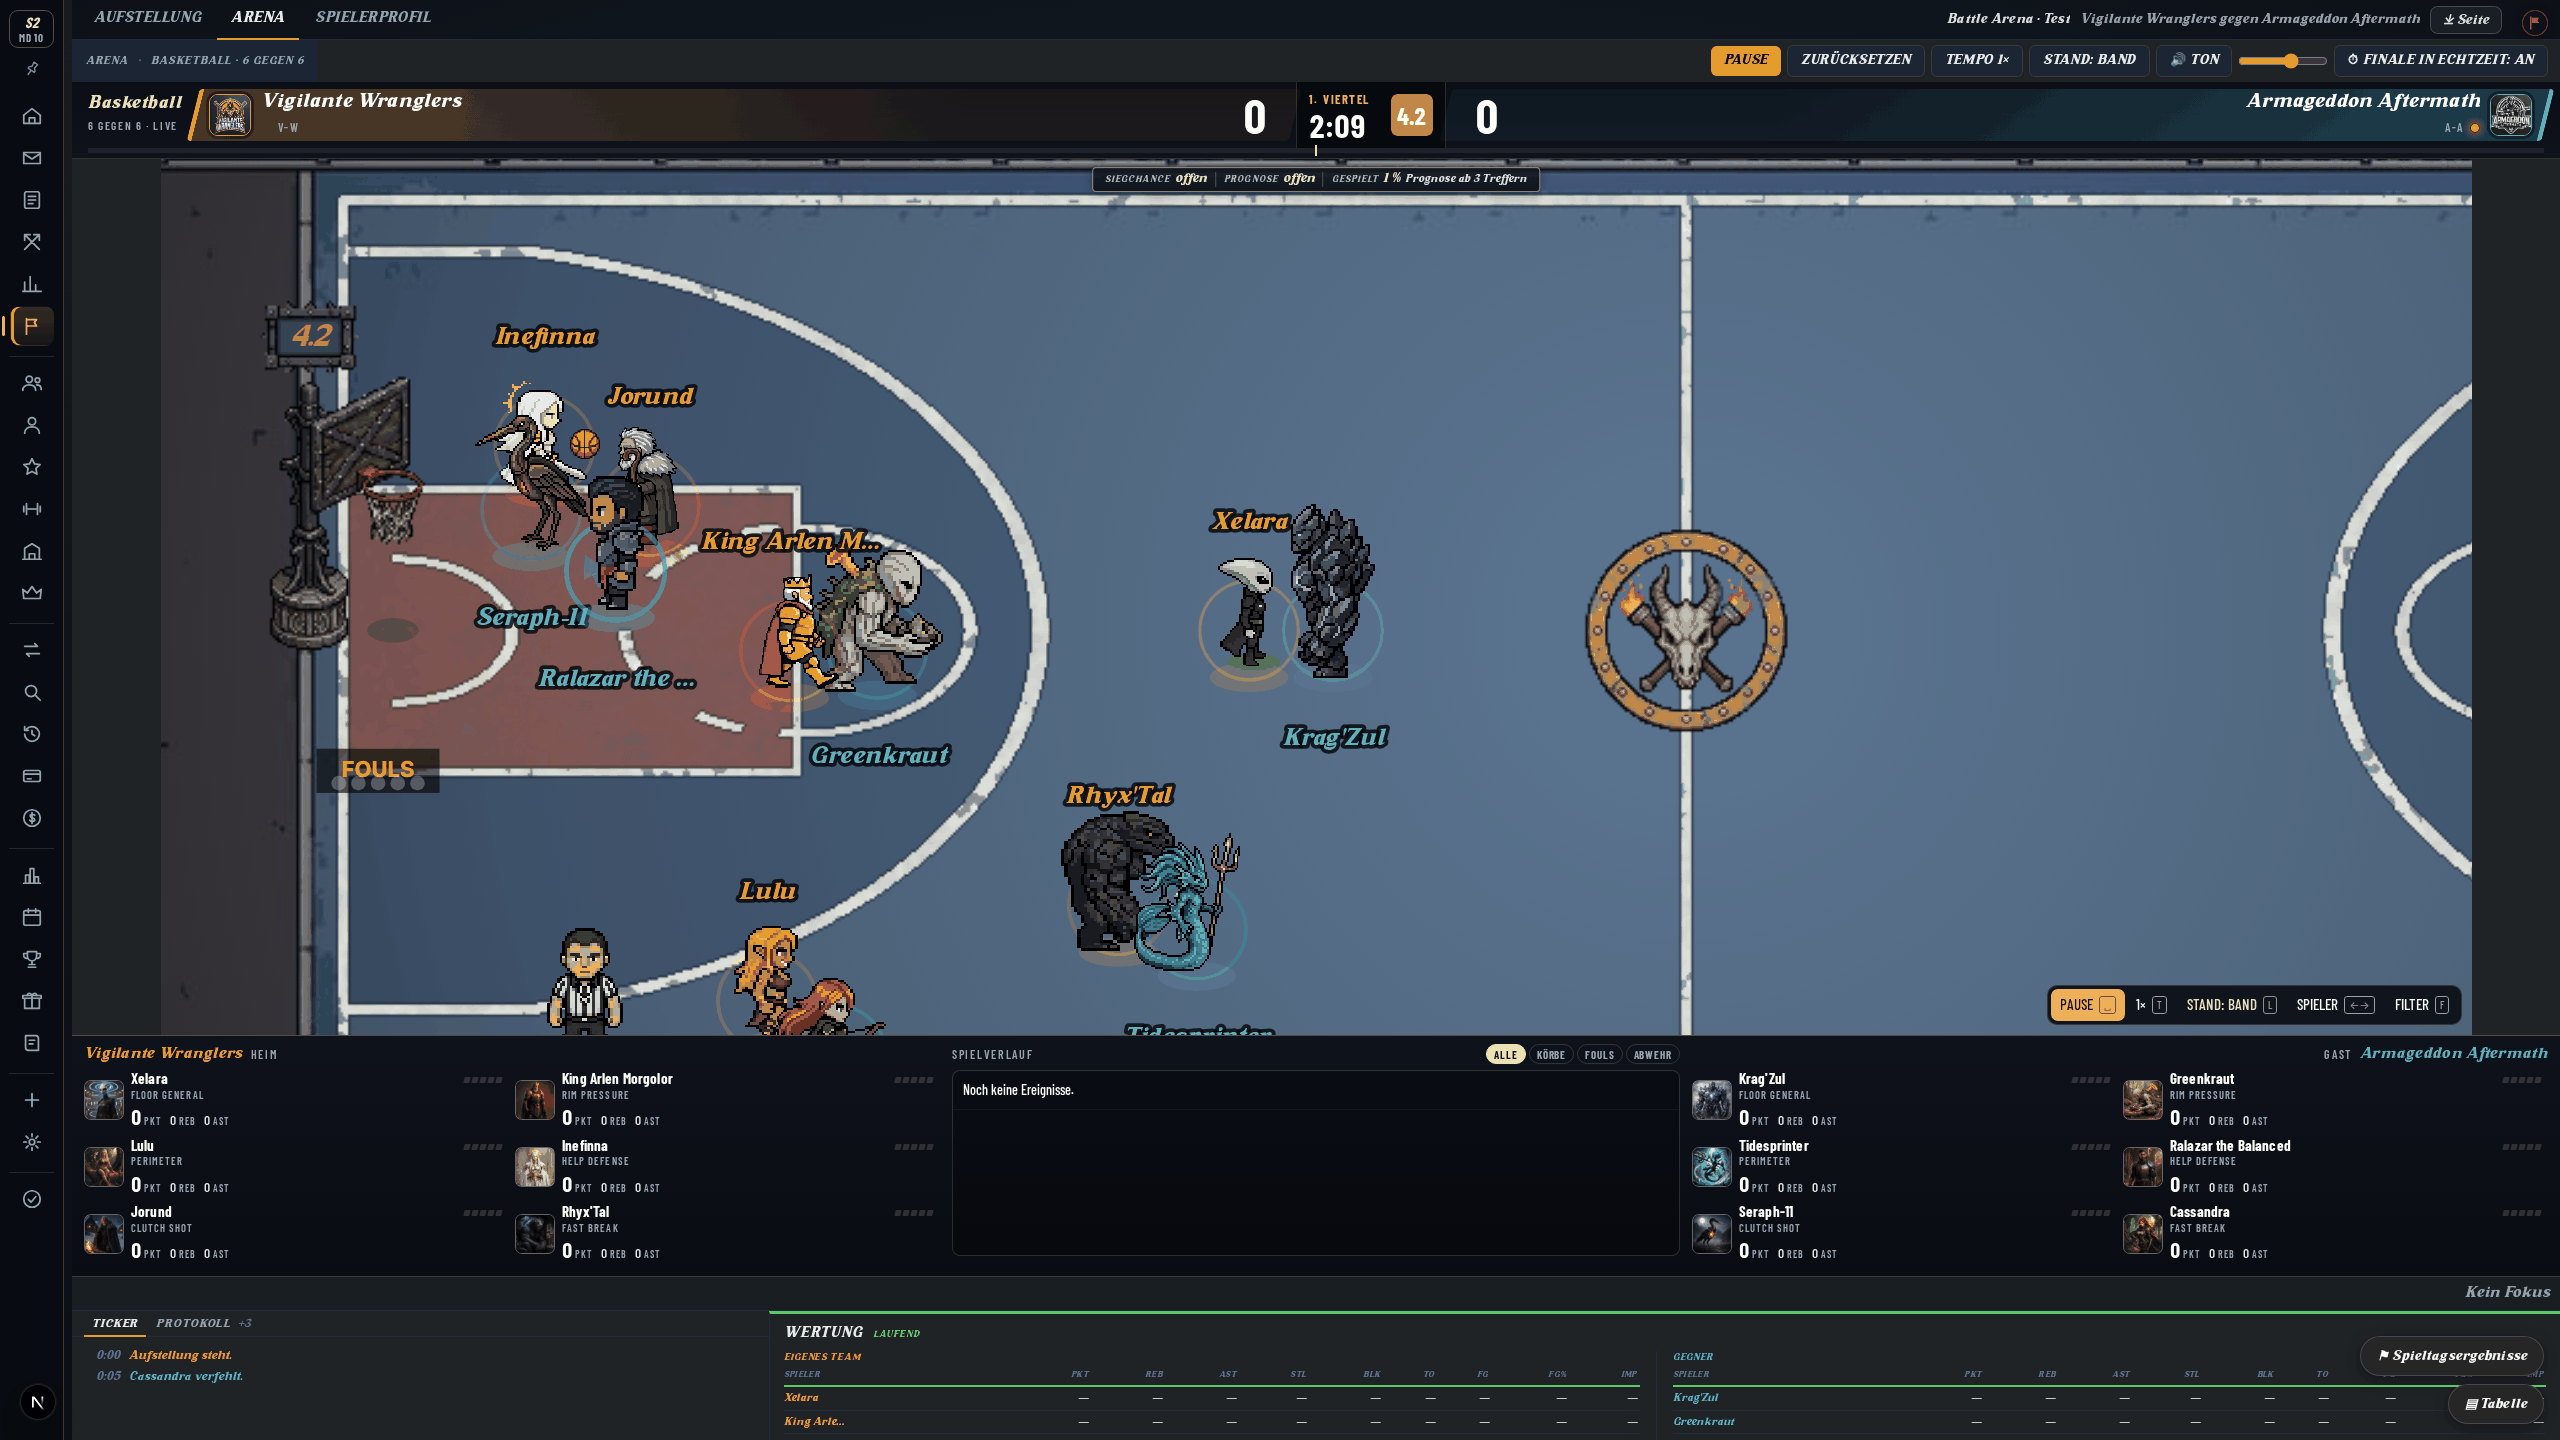 S2
MD 10
AUFSTELLUNG ARENA SPIELERPROFIL
Battle Arena · Test Vigilante Wranglers gegen Armageddon Aftermath Seite
ARENA · BASKETBALL · 6 GEGEN 6
PAUSE ZURÜCKSETZEN TEMPO 1× STAND: BAND TON FINALE IN ECHTZEIT: AN
Basketball
6 GEGEN 6 · LIVE
Vigilante Wranglers
V-W
0
1. VIERTEL
2:09
4.2
0
Armageddon Aftermath
A-A
SIEGCHANCE offen PROGNOSE offen GESPIELT 1 % Prognose ab 3 Treffern
4.2
Inefinna
Jorund
King Arlen M...
Xelara
Seraph-11
Ralazar the ...
Greenkraut
Krag'Zul
FOULS
Rhyx'Tal
Lulu
Tidesprinter
PAUSE 1× T STAND: BAND L SPIELER ←→ FILTER F
Vigilante Wranglers HEIM
Xelara
FLOOR GENERAL
0 PKT 0 REB 0 AST
King Arlen Morgolor
RIM PRESSURE
0 PKT 0 REB 0 AST
Lulu
PERIMETER
0 PKT 0 REB 0 AST
Inefinna
HELP DEFENSE
0 PKT 0 REB 0 AST
Jorund
CLUTCH SHOT
0 PKT 0 REB 0 AST
Rhyx'Tal
FAST BREAK
0 PKT 0 REB 0 AST
SPIELVERLAUF ALLE KÖRBE FOULS ABWEHR
Noch keine Ereignisse.
GAST Armageddon Aftermath
Krag'Zul
FLOOR GENERAL
0 PKT 0 REB 0 AST
Greenkraut
RIM PRESSURE
0 PKT 0 REB 0 AST
Tidesprinter
PERIMETER
0 PKT 0 REB 0 AST
Ralazar the Balanced
HELP DEFENSE
0 PKT 0 REB 0 AST
Seraph-11
CLUTCH SHOT
0 PKT 0 REB 0 AST
Cassandra
FAST BREAK
0 PKT 0 REB 0 AST
Kein Fokus
TICKER PROTOKOLL +3
0:00 Aufstellung steht.
0:05 Cassandra verfehlt.
N
WERTUNG LAUFEND
EIGENES TEAM
SPIELER PKT REB AST STL BLK TO FG FG% IMP
Xelara — — — — — — — — —
King Arle... — — — — — — — — —
GEGNER
SPIELER PKT REB AST STL BLK TO
Krag'Zul — — — — — — —
Greenkraut — — — — — — —
Spieltagsergebnisse
Tabelle